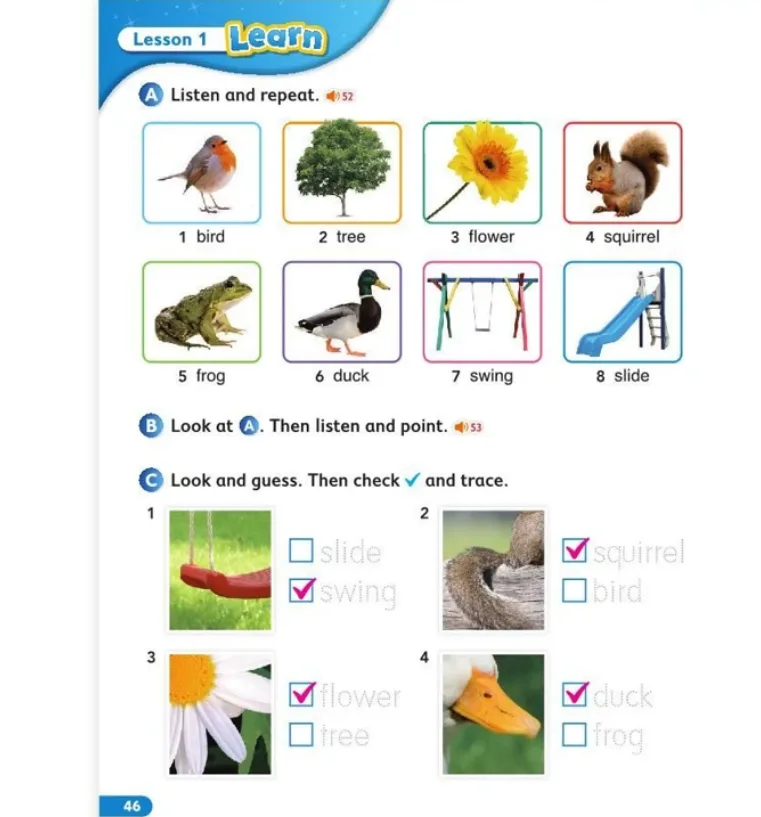 Lesson 1 Learn
A Listen and repeat. 52
1 bird
2 tree
3 flower
4 squirrel
5 frog
6 duck
7 swing
8 slide
B Look at A. Then listen and point. 53
C Look and guess. Then check ✓ and trace.
1
slide
swing
2
squirrel
bird
3
flower
tree
4
duck
frog
46